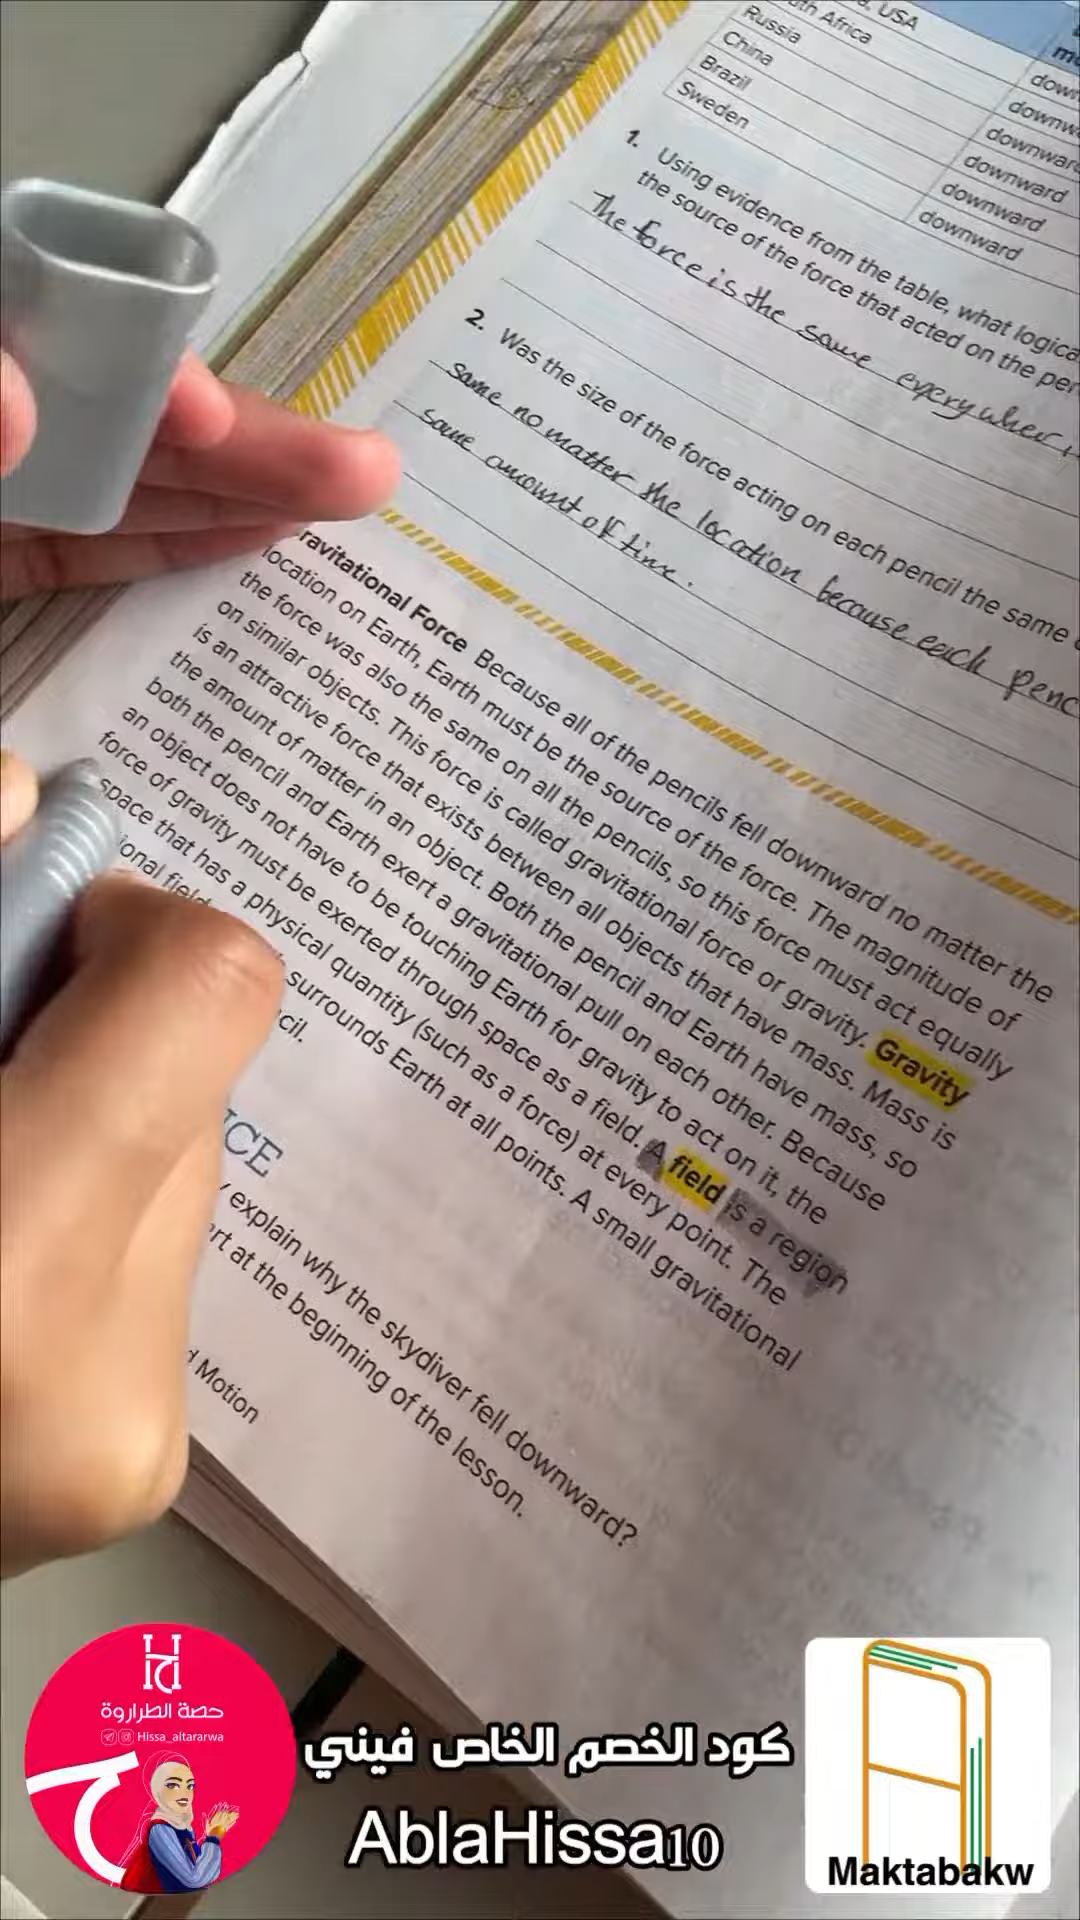 a, USA
uth Africa
Russia
China
Brazil
Sweden
down
downwa
downward
downward
downward
downward
1. Using evidence from the table, what logica
the source of the force that acted on the pen
The force is the same
2. Was the size of the force acting on each pencil the same
same no matter the location because each penc
same amount of time.
ravitational Force Because all of the pencils fell downward no matter the
location on Earth, Earth must be the source of the force. The magnitude of
the force was also the same on all the pencils, so this force must act equally
on similar objects. This force is called gravitational force or gravity. Gravity
is an attractive force that exists between all objects that have mass. Mass is
the amount of matter in an object. Both the pencil and Earth have mass, so
both the pencil and Earth exert a gravitational pull on each other. Because
an object does not have to be touching Earth for gravity to act on it, the
force of gravity must be exerted through space as a field. A field is a region
space that has a physical quantity (such as a force) at every point. The
ional field surrounds Earth at all points. A small gravitational
cil.
NCE
explain why the skydiver fell downward?
rt at the beginning of the lesson.
d Motion
حصة الطراروة
Hissa_altararwa
كود الخصم الخاص فيني
AblaHissa10
Maktabakw